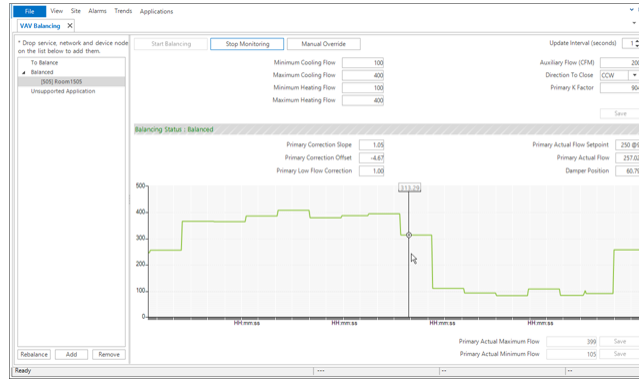 File View Site Alarms Trends Applications
VAV Balancing X
* Drop service, network and device node on the list below to add them.
Start Balancing Stop Monitoring Manual Override Update Interval (seconds) 1
To Balance
Balanced
[505] Room1505
Unsupported Application
Minimum Cooling Flow 100 Auxiliary Flow (CFM) 200
Maximum Cooling Flow 400 Direction To Close CCW
Minimum Heating Flow 100 Primary K Factor 904
Maximum Heating Flow 400
Save
Balancing Status : Balanced
Primary Correction Slope 1.05 Primary Actual Flow Setpoint 250 @
Primary Correction Offset -4.67 Primary Actual Flow 257.02
Primary Low Flow Correction 1.00 Damper Position 60.79
313.29
500
400
300
200
100
0
HH:mm:ss HH:mm:ss HH:mm:ss HH:mm:ss
Primary Actual Maximum Flow 399 Save
Primary Actual Minimum Flow 105 Save
Rebalance Add Remove
Ready --- -- --